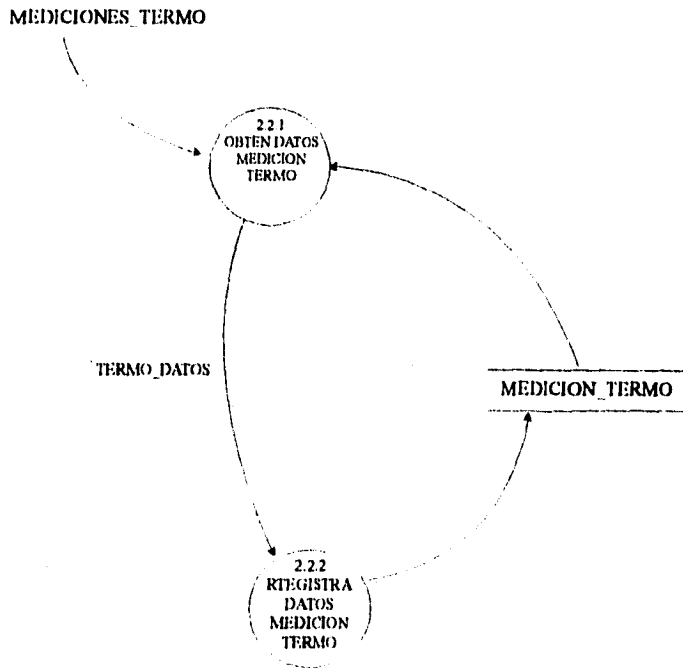 MEDICIONES_TERMO
2.2.1
OBTEN DATOS
MEDICION
TERMO
TERMO_DATOS
MEDICION_TERMO
2.2.2
RTEGISTRA
DATOS
MEDICION
TERMO